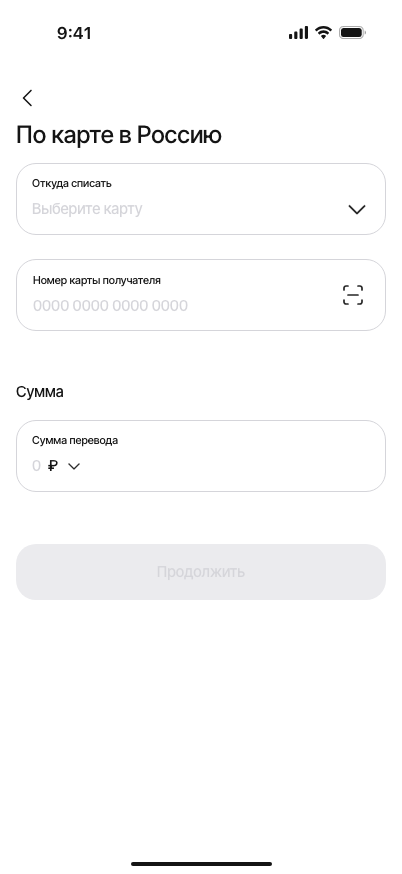 9:41
По карте в Россию
Откуда списать
Выберите карту
Номер карты получателя
0000 0000 0000 0000
Сумма
Сумма перевода
0 ₽
Продолжить